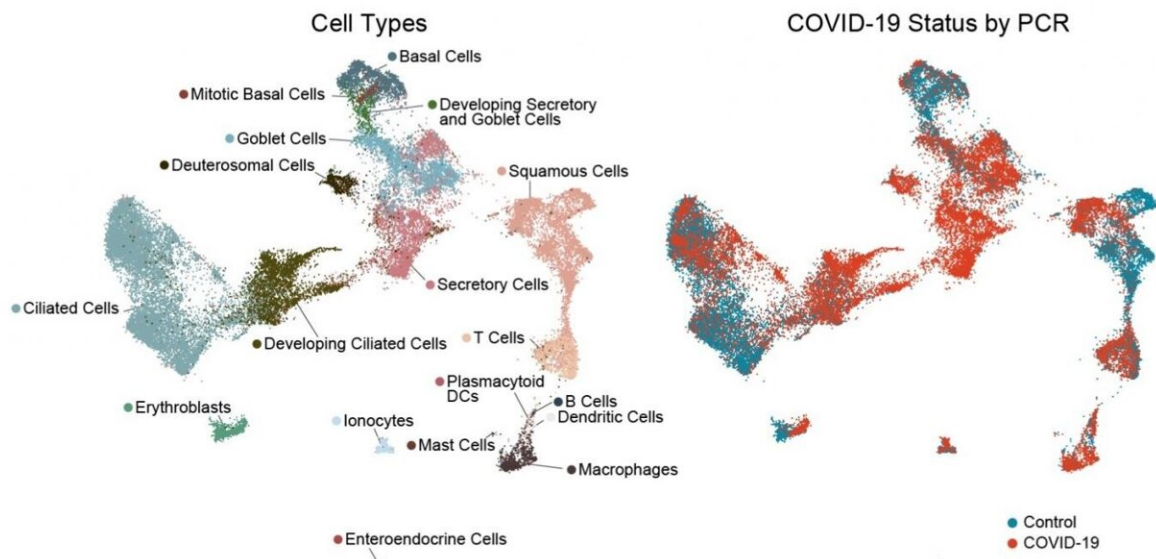 Cell Types
COVID-19 Status by PCR
Basal Cells
Mitotic Basal Cells
Developing Secretory
and Goblet Cells
Goblet Cells
Deuterosomal Cells
Squamous Cells
Ciliated Cells
Secretory Cells
Developing Ciliated Cells
T Cells
Plasmacytoid
DCs
B Cells
Dendritic Cells
Erythroblasts
Ionocytes
Mast Cells
Macrophages
Enteroendocrine Cells
Control
COVID-19